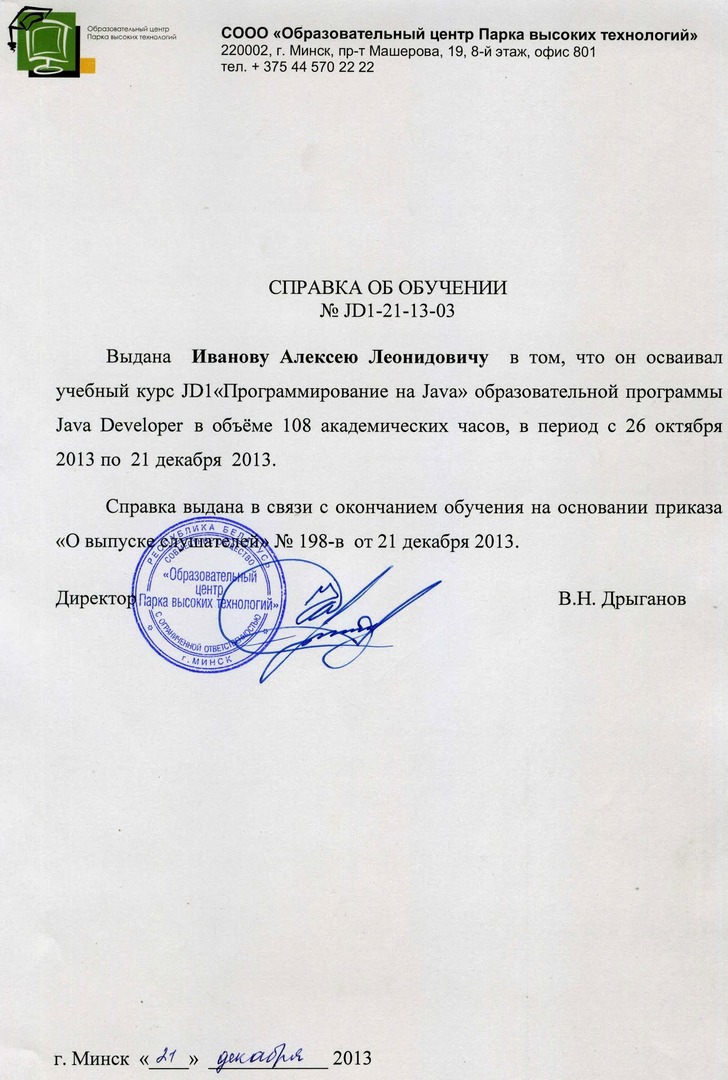 Образовательный центр
Парка высоких технологий
СООО «Образовательный центр Парка высоких технологий»
220002, г. Минск, пр-т Машерова, 19, 8-й этаж, офис 801
тел. + 375 44 570 22 22
СПРАВКА ОБ ОБУЧЕНИИ
№ JD1-21-13-03
Выдана Иванову Алексею Леонидовичу в том, что он осваивал
учебный курс JD1«Программирование на Java» образовательной программы
Java Developer в объёме 108 академических часов, в период с 26 октября
2013 по 21 декабря 2013.
Справка выдана в связи с окончанием обучения на основании приказа
«О выпуске слушателей» № 198-в от 21 декабря 2013.
РЕСПУБЛИКА БЕЛАРУСЬ
СОВМЕСТНОЕ ОБЩЕСТВО
«Образовательный
центр
Парка высоких технологий»
С ОГРАНИЧЕННОЙ ОТВЕТСТВЕННОСТЬЮ
г. МИНСК
Директор В.Н. Дрыганов
г. Минск «21» декабря 2013